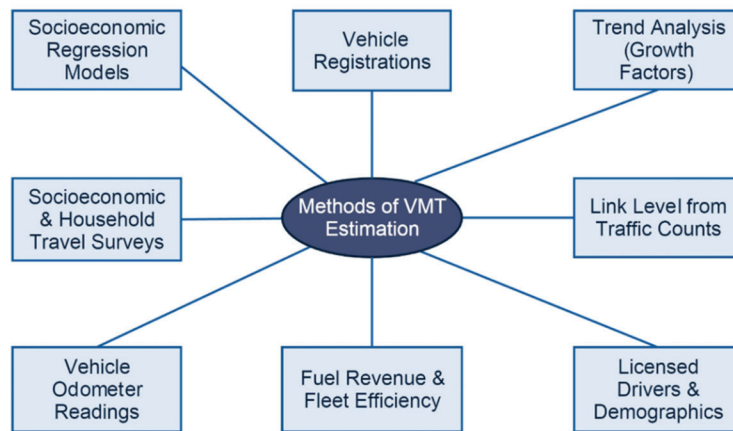 Socioeconomic
Regression
Models
Vehicle
Registrations
Trend Analysis
(Growth
Factors)
Socioeconomic
& Household
Travel Surveys
Methods of VMT
Estimation
Link Level from
Traffic Counts
Vehicle
Odometer
Readings
Fuel Revenue &
Fleet Efficiency
Licensed
Drivers &
Demographics